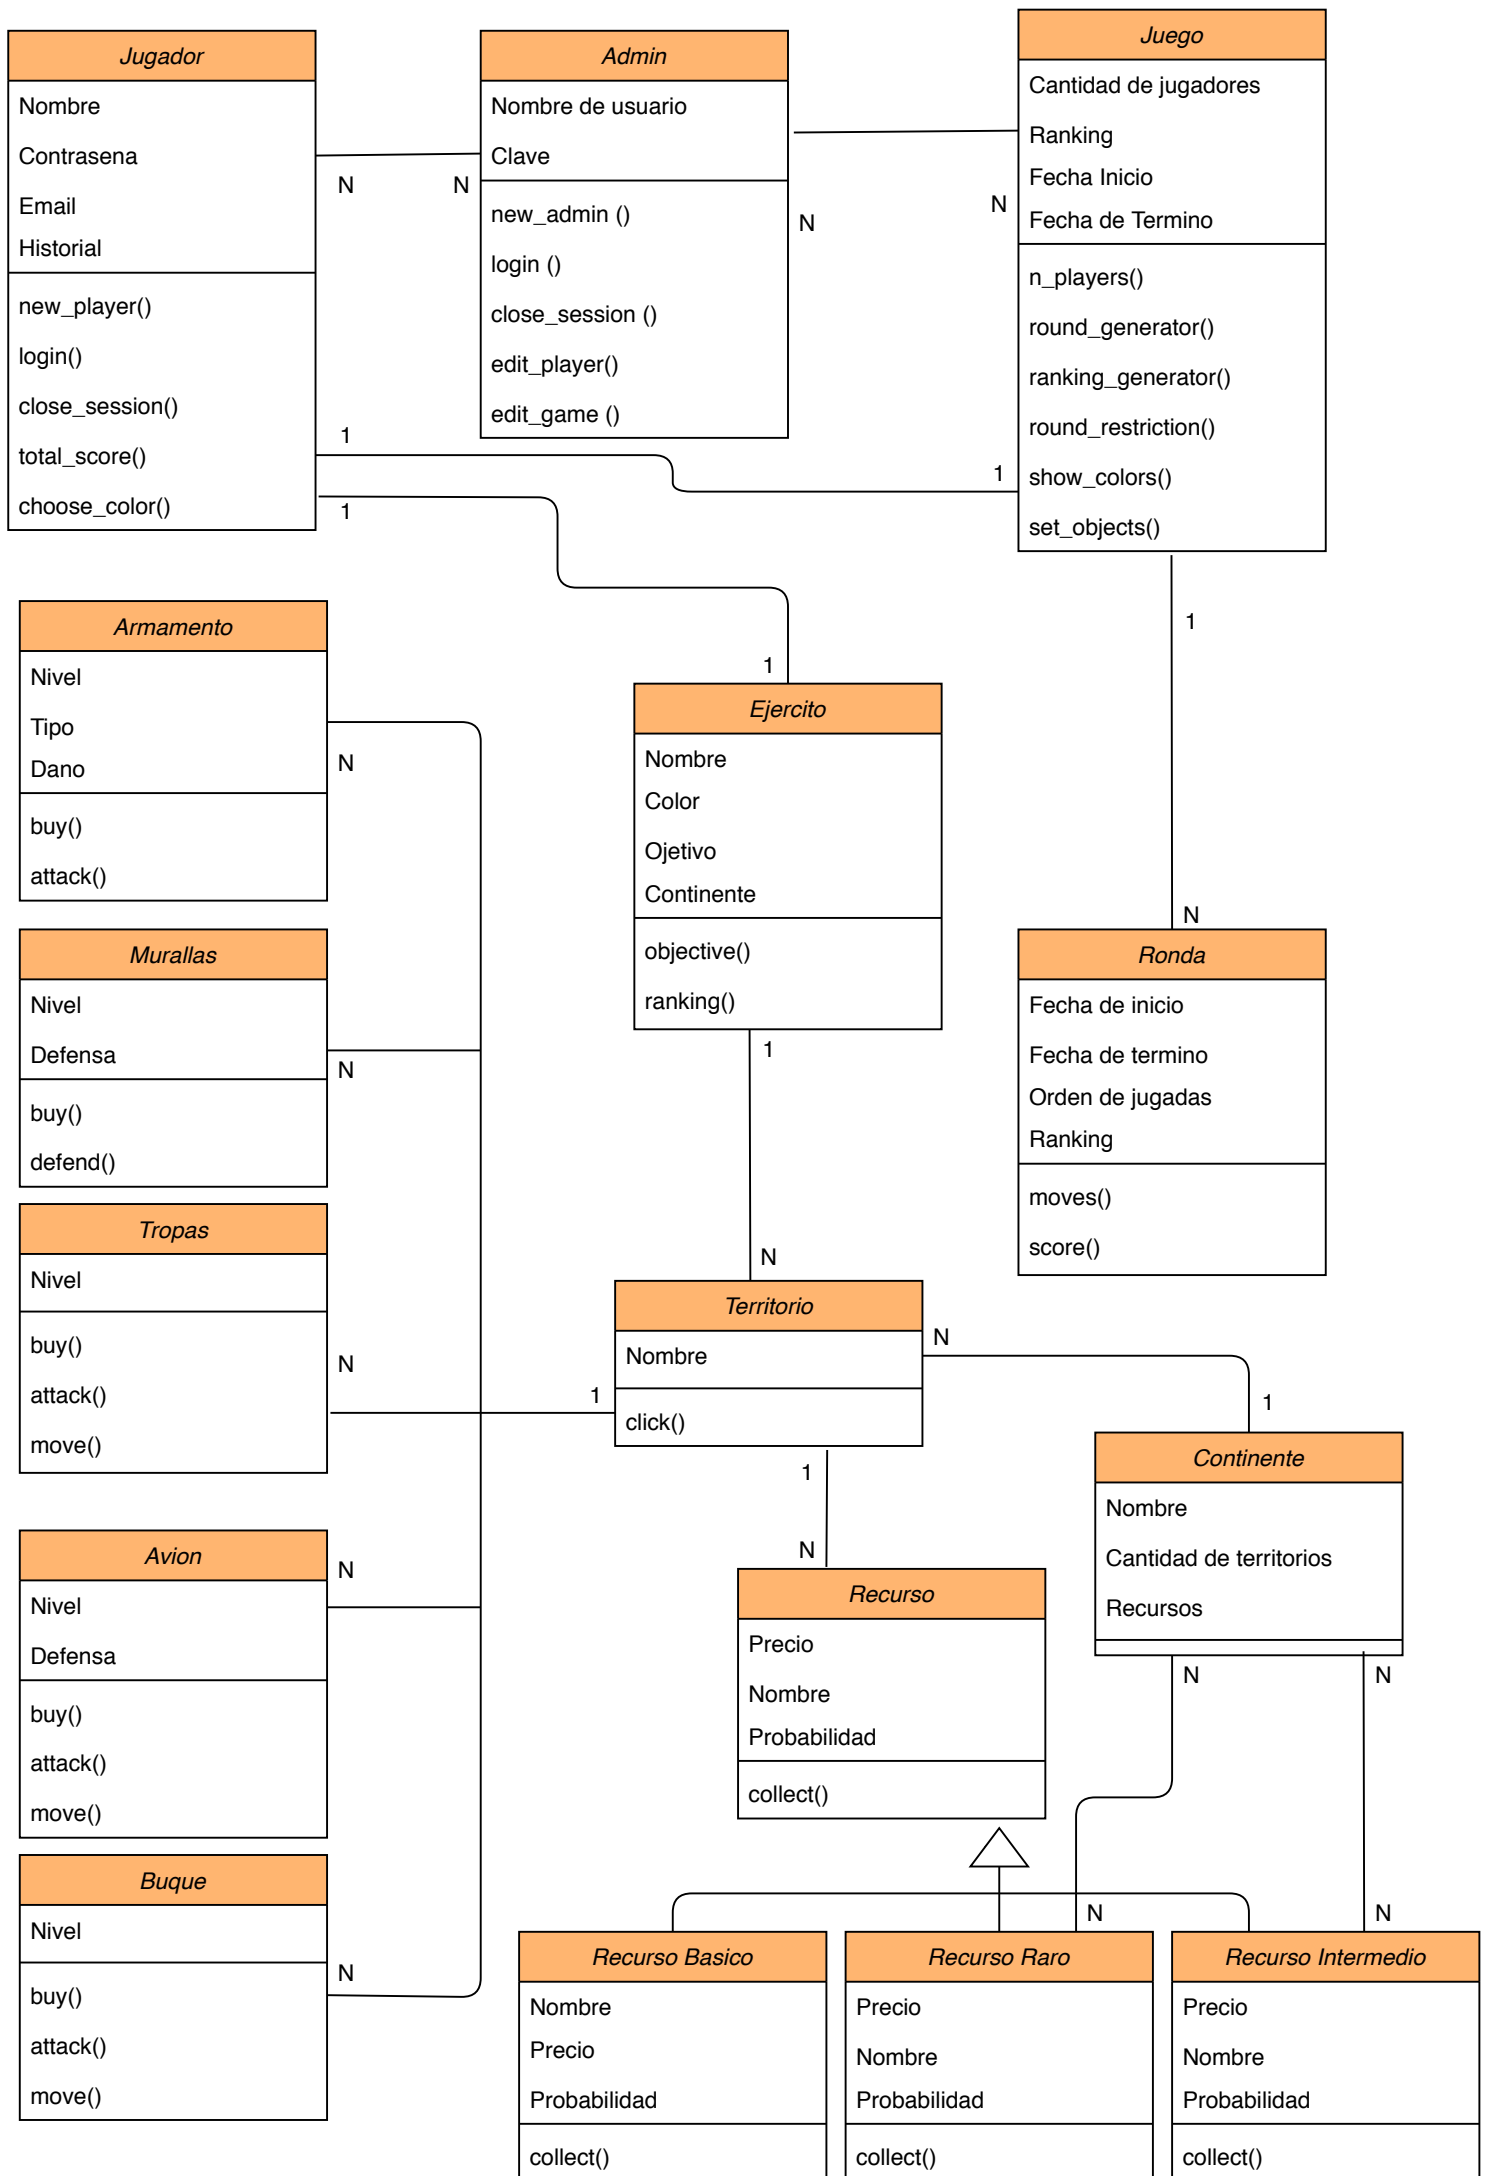 Jugador
Nombre
Contrasena
Email
Historial
new_player()
login()
close_session()
total_score()
choose_color()
N
N
Admin
Nombre de usuario
Clave
new_admin ()
login ()
close_session ()
edit_player()
edit_game ()
N
N
Juego
Cantidad de jugadores
Ranking
Fecha Inicio
Fecha de Termino
n_players()
round_generator()
ranking_generator()
round_restriction()
show_colors()
set_objects()
1
1
1
1
1
N
Armamento
Nivel
Tipo
Dano
buy()
attack()
N
Ejercito
Nombre
Color
Ojetivo
Continente
objective()
ranking()
1
N
Ronda
Fecha de inicio
Fecha de termino
Orden de jugadas
Ranking
moves()
score()
Murallas
Nivel
Defensa
buy()
defend()
N
Tropas
Nivel
buy()
attack()
move()
N
1
Territorio
Nombre
click()
N
1
1
N
Continente
Nombre
Cantidad de territorios
Recursos
N
N
Avion
Nivel
Defensa
buy()
attack()
move()
N
Recurso
Precio
Nombre
Probabilidad
collect()
Buque
Nivel
buy()
attack()
move()
N
N
N
Recurso Basico
Nombre
Precio
Probabilidad
collect()
Recurso Raro
Precio
Nombre
Probabilidad
collect()
Recurso Intermedio
Precio
Nombre
Probabilidad
collect()